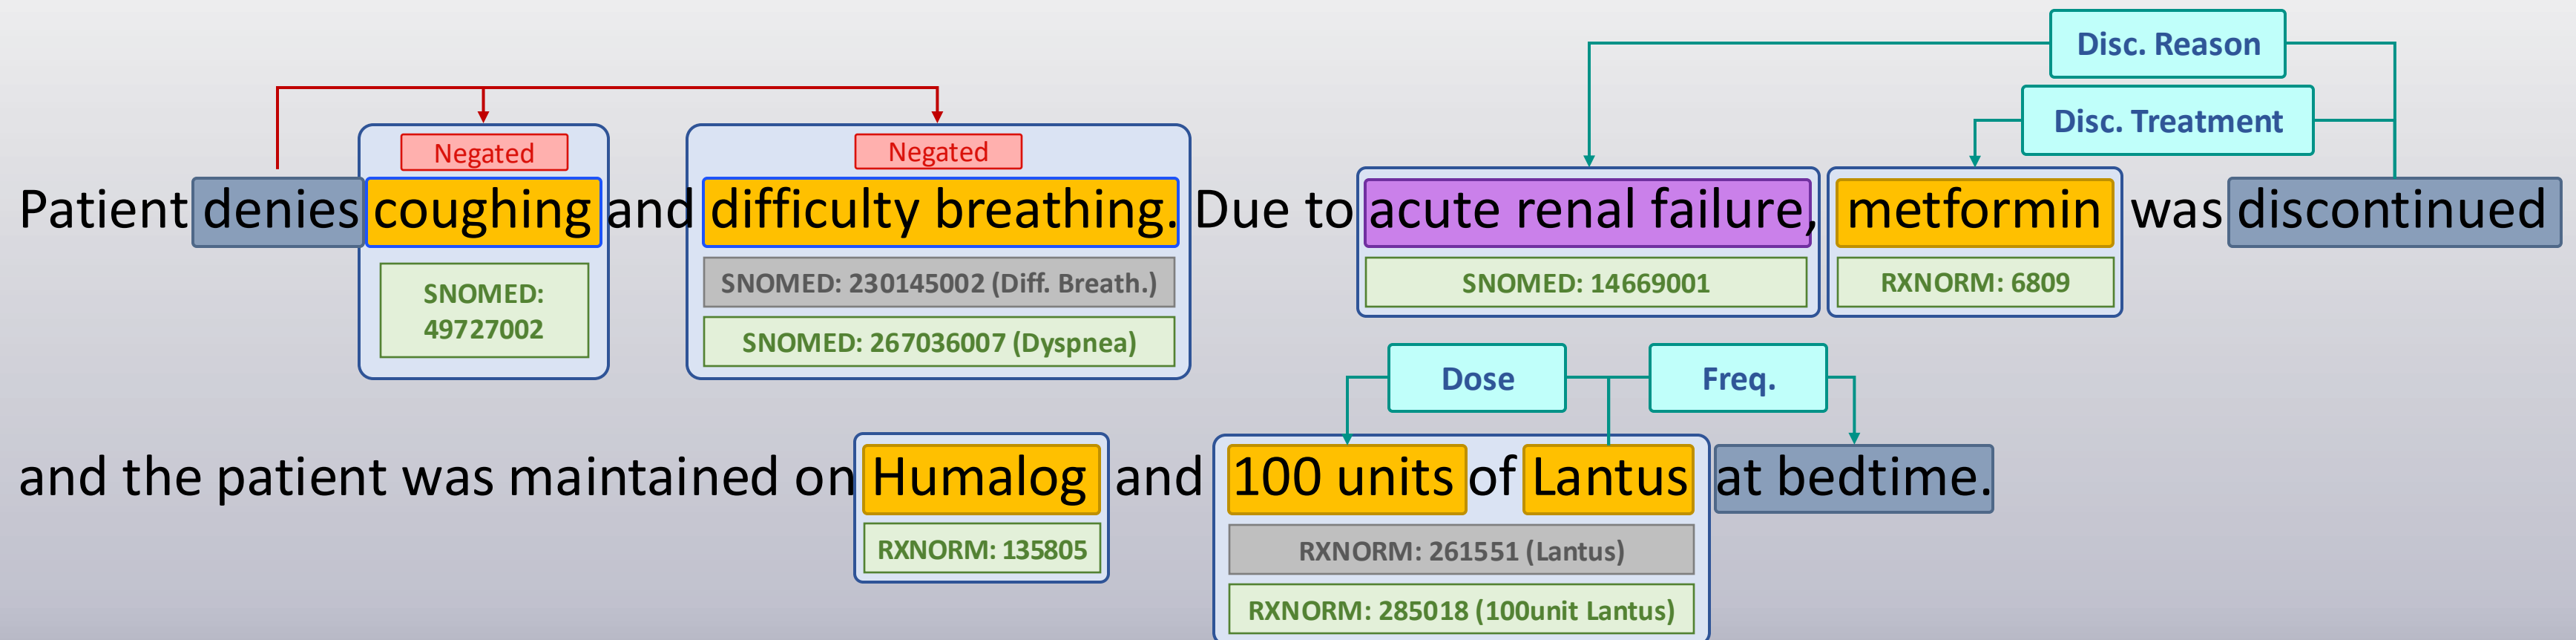 Disc. Reason
Disc. Treatment
Negated
Negated
Patient denies coughing and difficulty breathing. Due to acute renal failure, metformin was discontinued
SNOMED:
49727002
SNOMED: 230145002 (Diff. Breath.)
SNOMED: 267036007 (Dyspnea)
SNOMED: 14669001
RXNORM: 6809
Dose
Freq.
and the patient was maintained on Humalog and 100 units of Lantus at bedtime.
RXNORM: 135805
RXNORM: 261551 (Lantus)
RXNORM: 285018 (100unit Lantus)